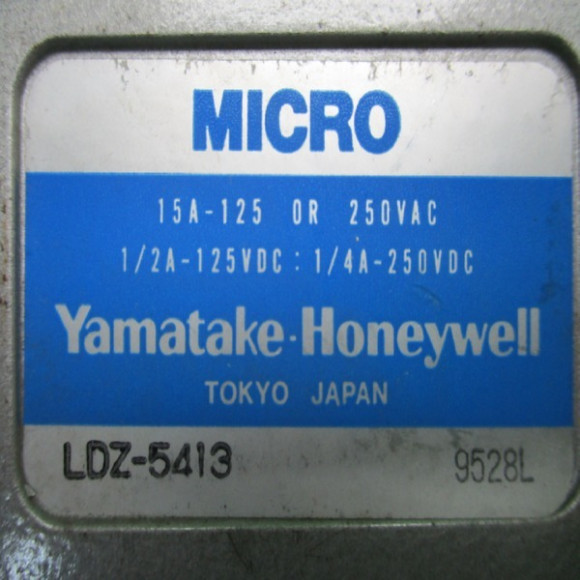 MICRO
15A-125 OR 250VAC
1/2A-125VDC : 1/4A-250VDC
Yamatake·Honeywell
TOKYO JAPAN
LDZ-5413 9528L